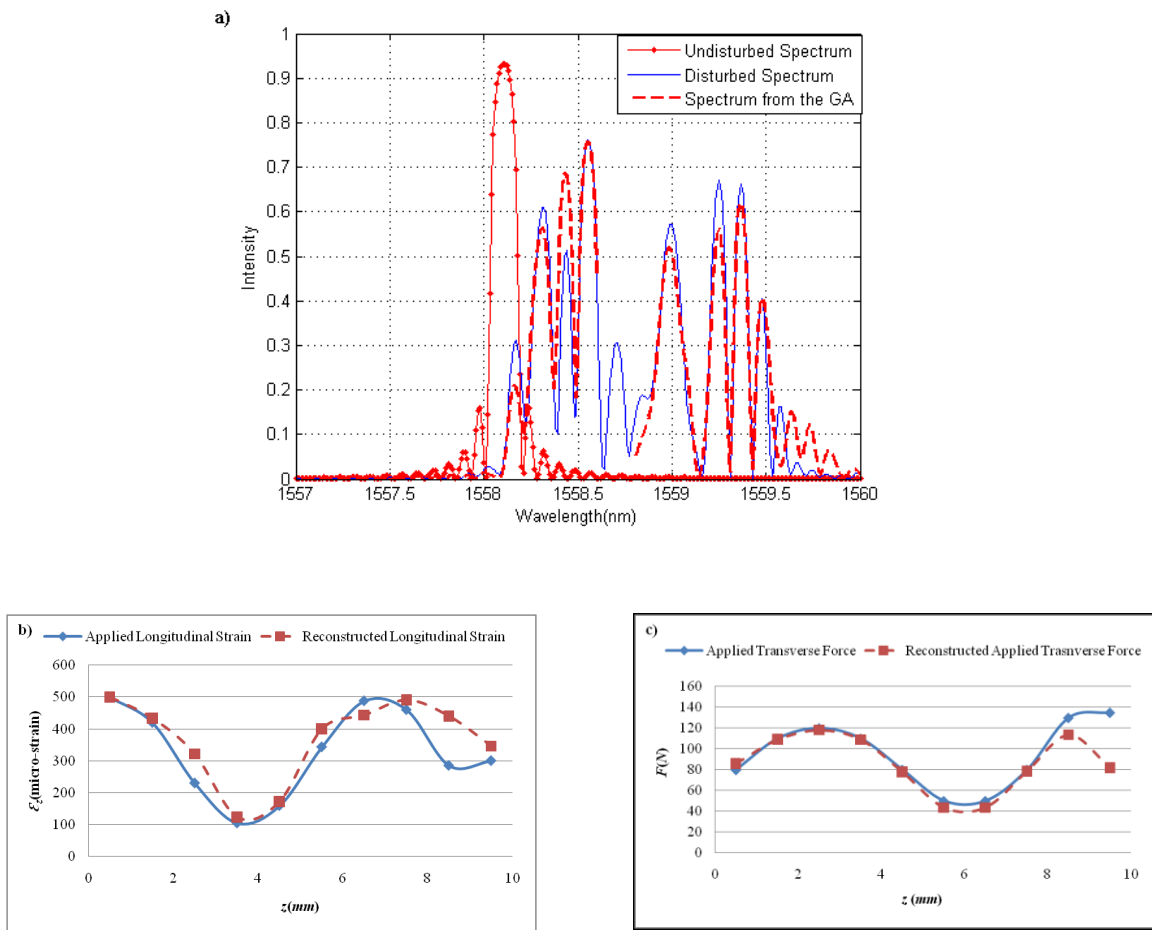 a)
1
0.9
0.8
0.7
0.6
0.5
0.4
0.3
0.2
0.1
0
Intensity
Undisturbed Spectrum
Disturbed Spectrum
Spectrum from the GA
1557 1557.5 1558 1558.5 1559 1559.5 1560
Wavelength(nm)
b)
Applied Longitudinal Strain Reconstructed Longitudinal Strain
600
500
400
300
200
100
0
Ɛz(micro-strain)
0 2 4 6 8 10
z(mm)
c)
Applied Transverse Force Reconstructed Applied Trasnverse Force
160
140
120
100
80
60
40
20
0
F(N)
0 2 4 6 8 10
z (mm)